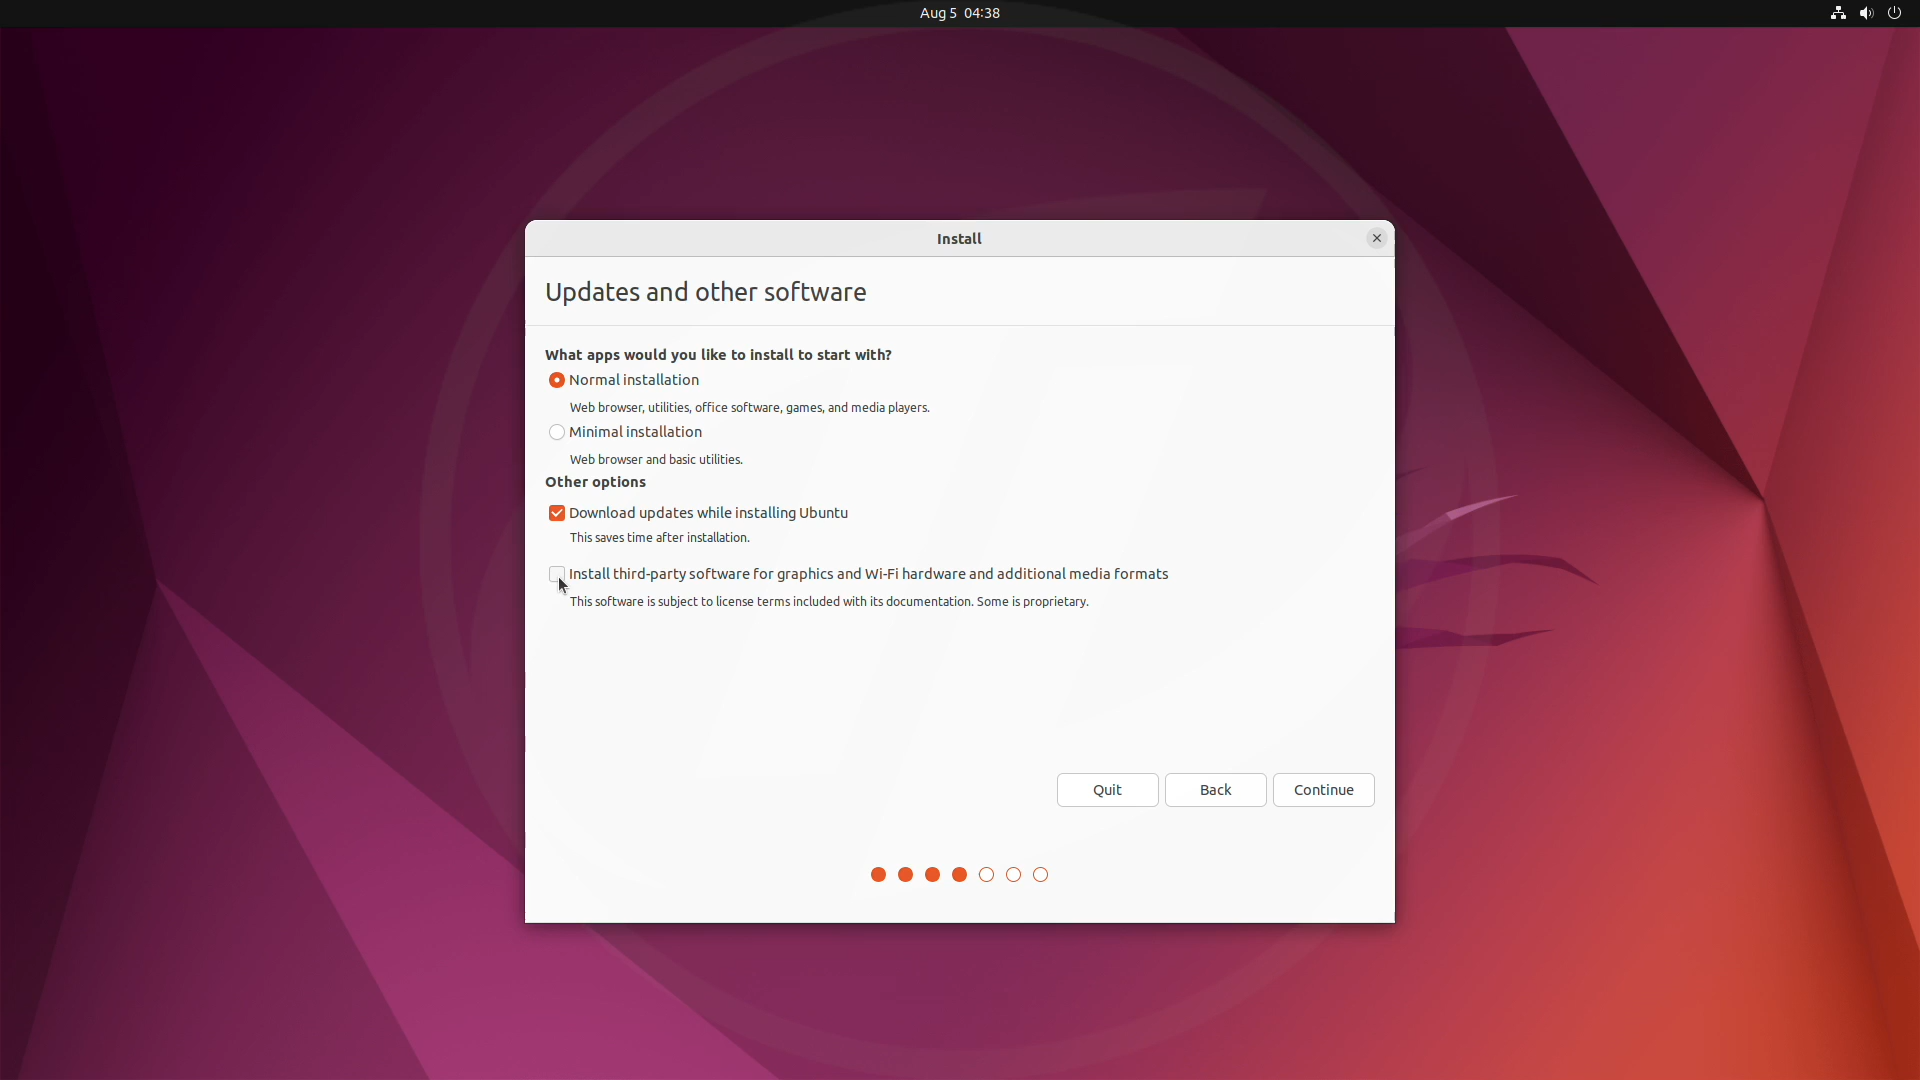 Aug 5 04:38
Install
Updates and other software
What apps would you like to install to start with?
Normal installation
Web browser, utilities, office software, games, and media players.
Minimal installation
Web browser and basic utilities.
Other options
Download updates while installing Ubuntu
This saves time after installation.
Install third-party software for graphics and Wi-Fi hardware and additional media formats
This software is subject to license terms included with its documentation. Some is proprietary.
Quit
Back
Continue